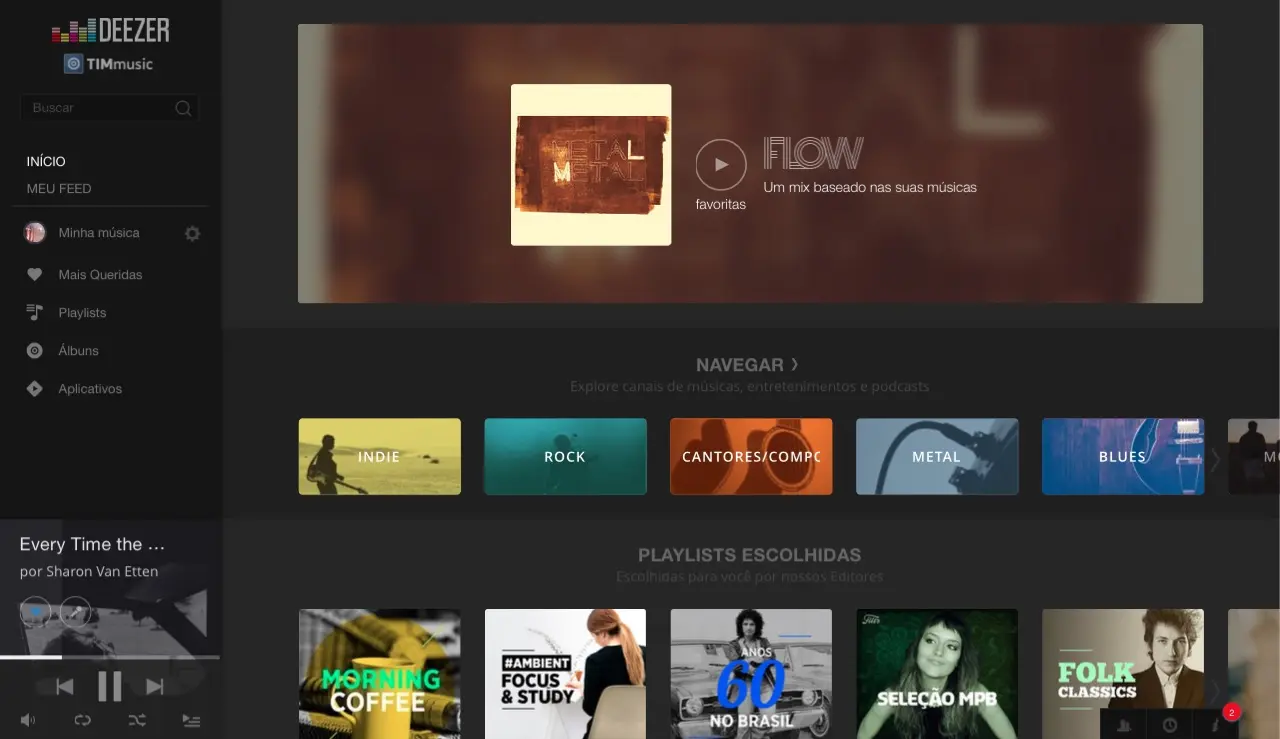 DEEZER
TIMmusic
Buscar
INÍCIO
MEU FEED
Minha música
Mais Queridas
Playlists
Álbuns
Aplicativos
Every Time the ...
por Sharon Van Etten
METAL
METAL
FLOW
Um mix baseado nas suas músicas
favoritas
NAVEGAR
Explore canais de músicas, entretenimentos e podcasts
INDIE
ROCK
CANTORES/COMPO
METAL
BLUES
PLAYLISTS ESCOLHIDAS
Escolhidas para você por nossos Editores
MORNING
COFFEE
#AMBIENT
FOCUS
& STUDY
ANOS
60
NO BRASIL
SELEÇÃO MPB
FOLK
CLASSICS
2